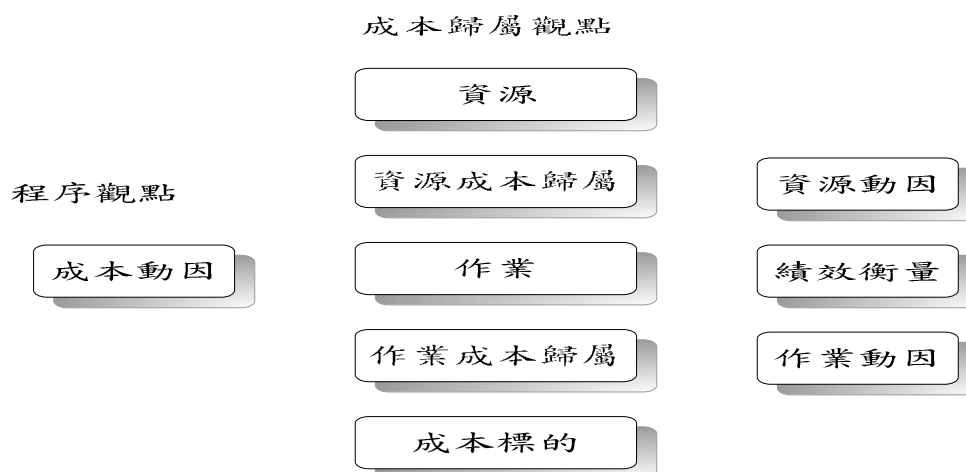 成本歸屬觀點
資源
資源成本歸屬
資源動因
程序觀點
成本動因
作業
績效衡量
作業成本歸屬
作業動因
成本標的